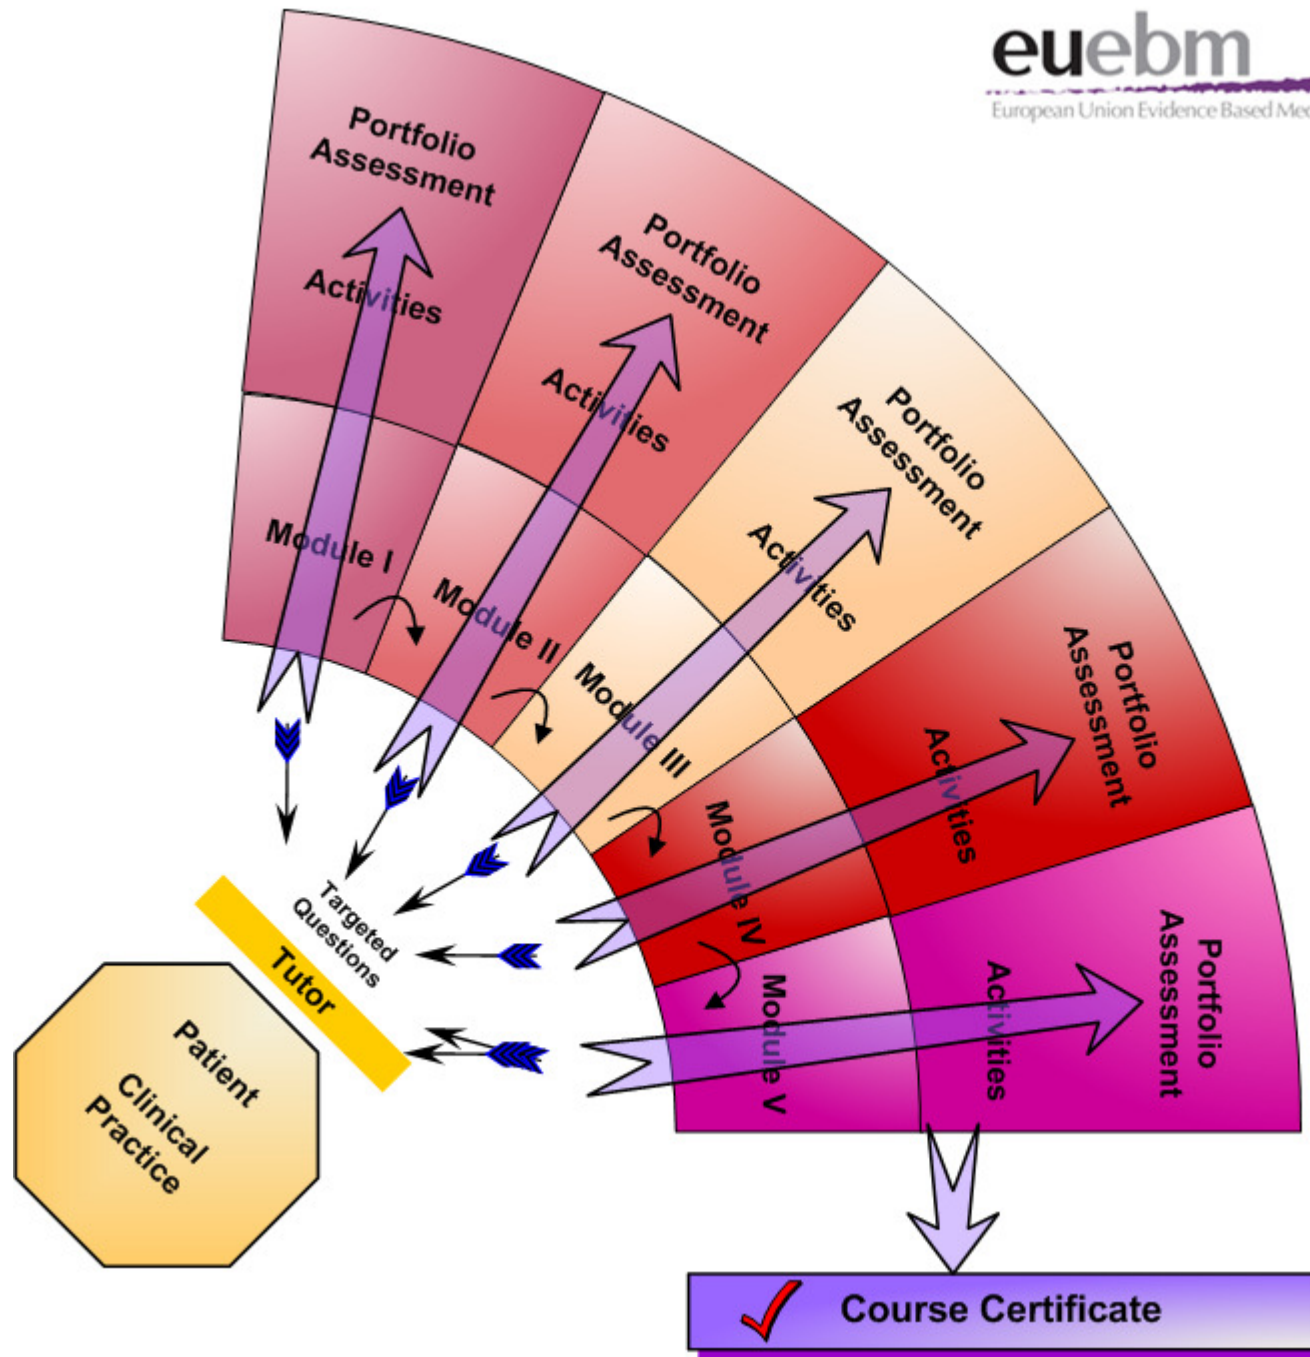 euebm
European Union Evidence Based
Portfolio
Assessment
Activities
Module I
Portfolio
Assessment
Activities
Module II
Portfolio
Assessment
Activities
Module III
Portfolio
Assessment
Activities
Module IV
Portfolio
Assessment
Activities
Module V
Targeted
Questions
Tutor
Patient
Clinical
Practice
Course Certificate